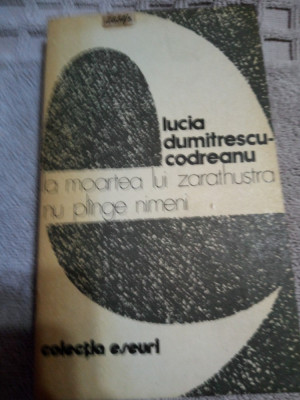 lucia
dumitrescu-
codreanu
la moartea lui zarathustra
nu plînge nimeni
colecția eseuri